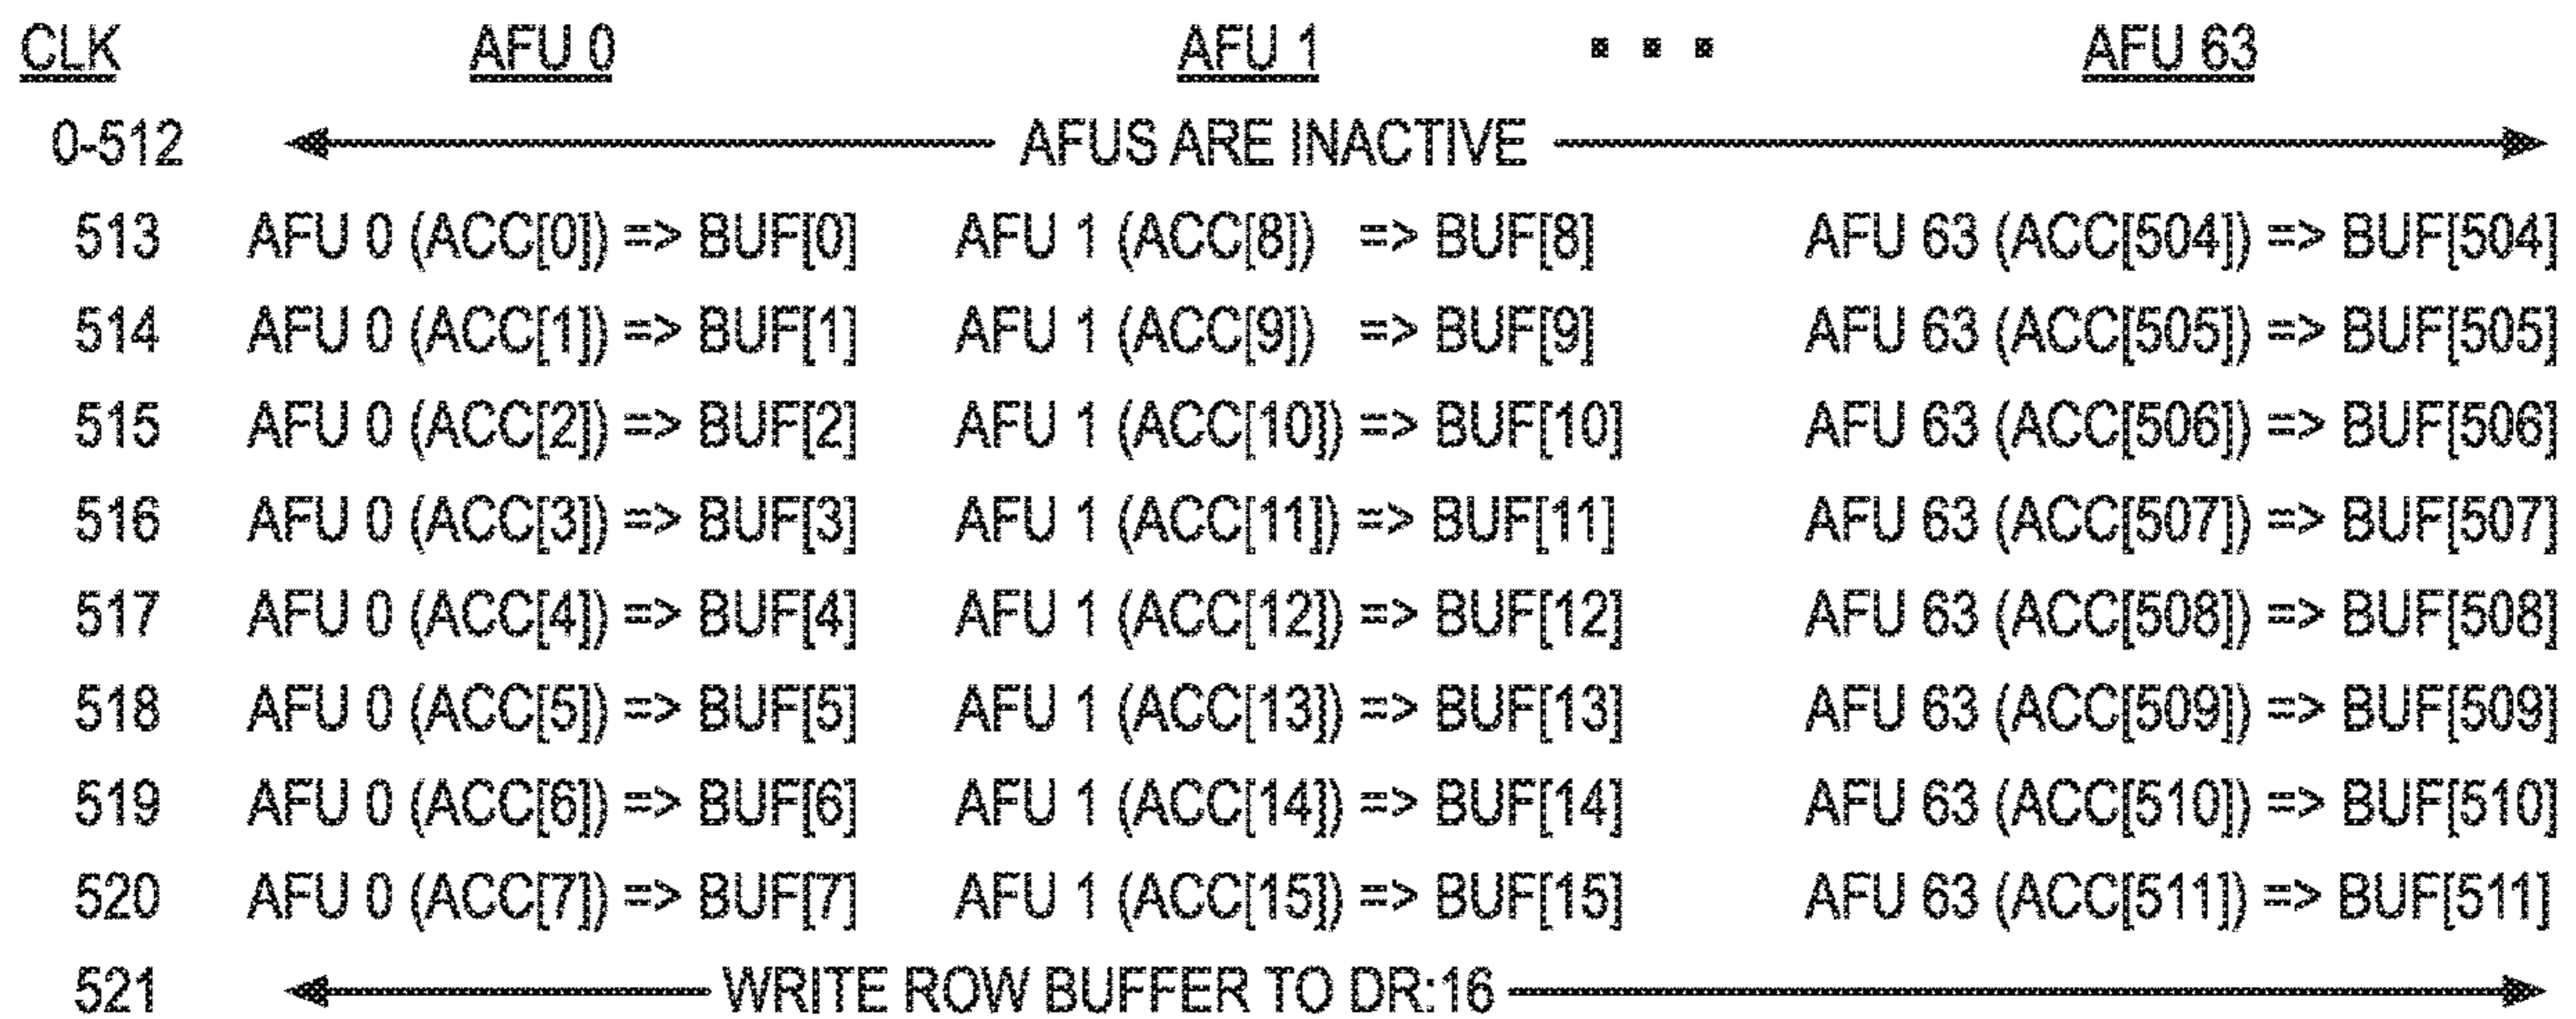 CLK AFU 0 AFU 1 ▪ ▪ ▪ AFU 63
0-512 AFUS ARE INACTIVE
513 AFU 0 (ACC[0]) => BUF[0] AFU 1 (ACC[8]) => BUF[8] AFU 63 (ACC[504]) => BUF[504]
514 AFU 0 (ACC[1]) => BUF[1] AFU 1 (ACC[9]) => BUF[9] AFU 63 (ACC[505]) => BUF[505]
515 AFU 0 (ACC[2]) => BUF[2] AFU 1 (ACC[10]) => BUF[10] AFU 63 (ACC[506]) => BUF[506]
516 AFU 0 (ACC[3]) => BUF[3] AFU 1 (ACC[11]) => BUF[11] AFU 63 (ACC[507]) => BUF[507]
517 AFU 0 (ACC[4]) => BUF[4] AFU 1 (ACC[12]) => BUF[12] AFU 63 (ACC[508]) => BUF[508]
518 AFU 0 (ACC[5]) => BUF[5] AFU 1 (ACC[13]) => BUF[13] AFU 63 (ACC[509]) => BUF[509]
519 AFU 0 (ACC[6]) => BUF[6] AFU 1 (ACC[14]) => BUF[14] AFU 63 (ACC[510]) => BUF[510]
520 AFU 0 (ACC[7]) => BUF[7] AFU 1 (ACC[15]) => BUF[15] AFU 63 (ACC[511]) => BUF[511]
521 WRITE ROW BUFFER TO DR:16